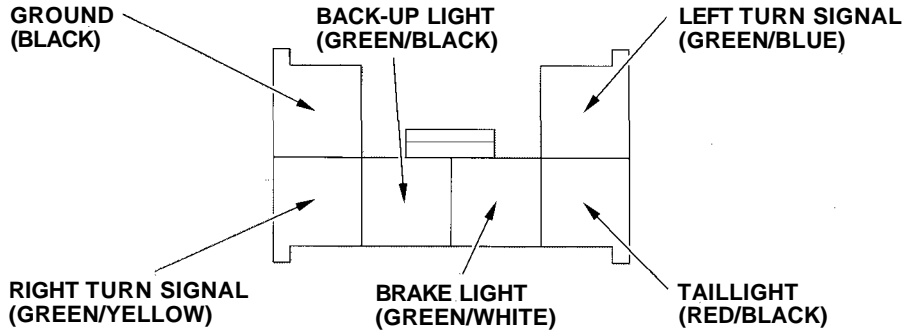 GROUND
(BLACK)
BACK-UP LIGHT
(GREEN/BLACK)
LEFT TURN SIGNAL
(GREEN/BLUE)
RIGHT TURN SIGNAL
(GREEN/YELLOW)
BRAKE LIGHT
(GREEN/WHITE)
TAILLIGHT
(RED/BLACK)